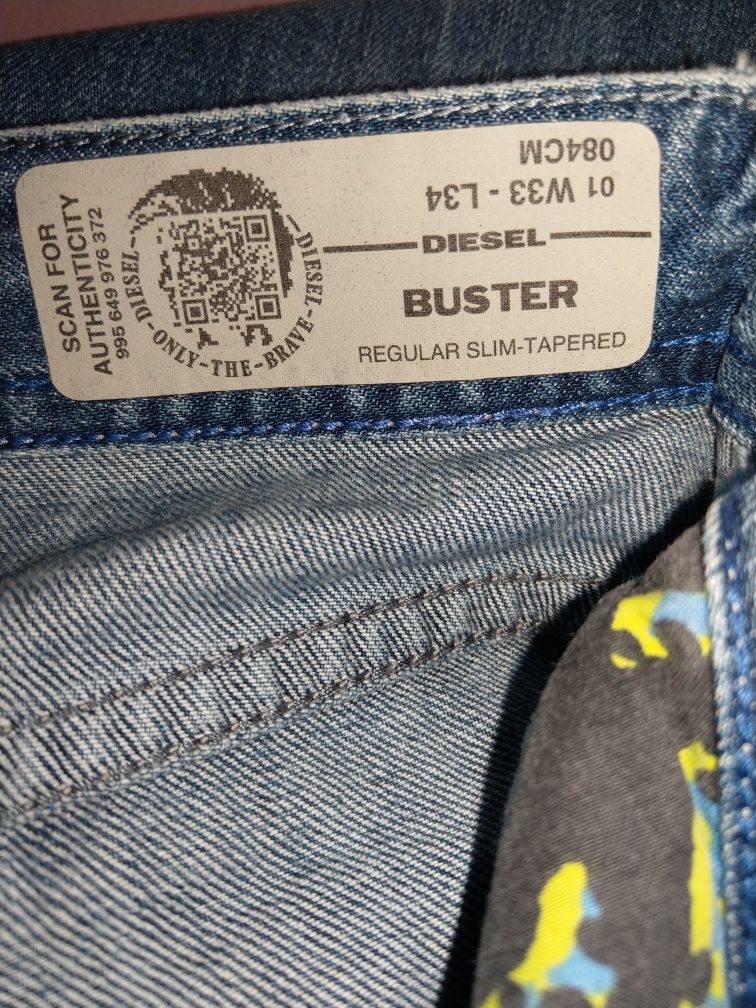 SCAN FOR
AUTHENTICITY
995 649 976 372
DIESEL-ONLY-THE-BRAVE-DIESEL
084CM
01 W33 - L34
DIESEL
BUSTER
REGULAR SLIM-TAPERED